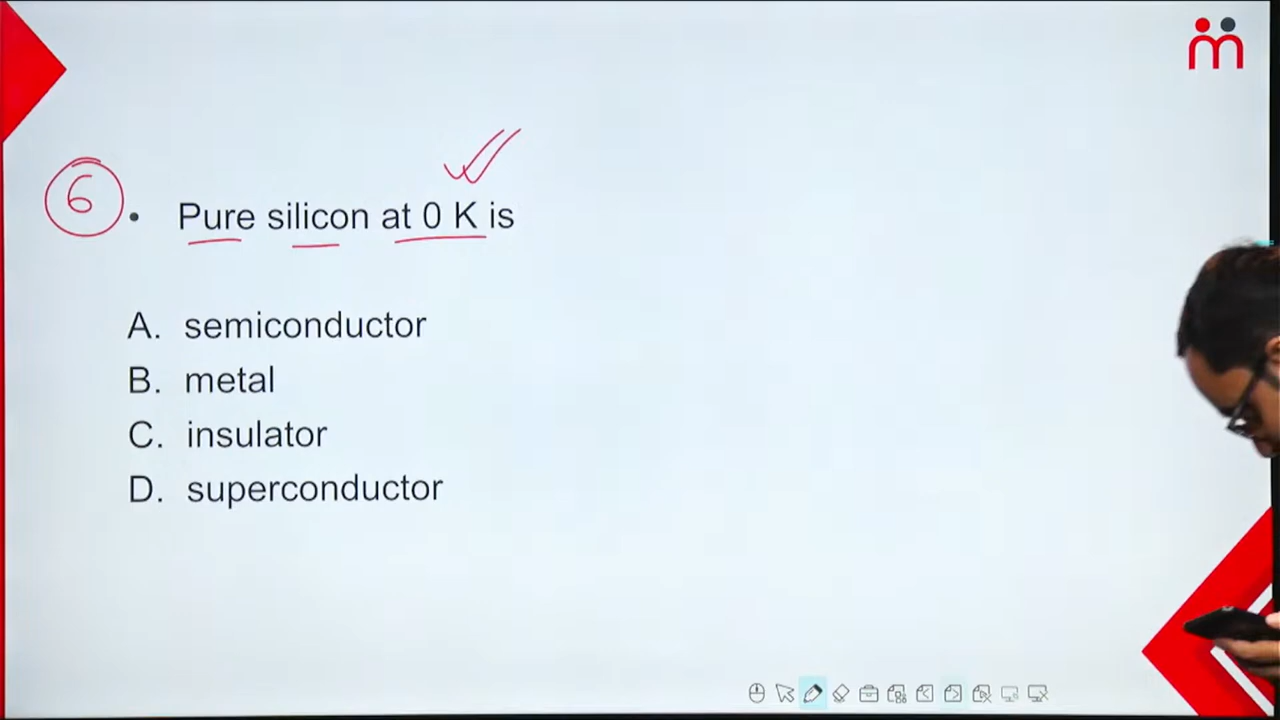 6
• Pure silicon at 0 K is
A. semiconductor
B. metal
C. insulator
D. superconductor